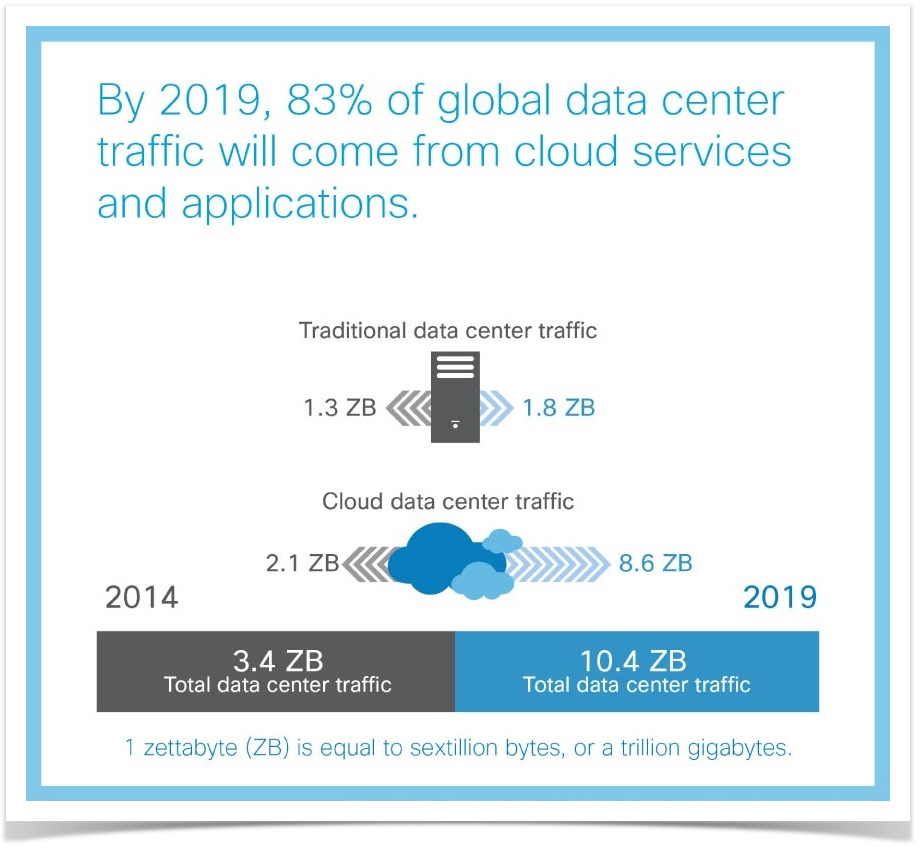 By 2019, 83% of global data center
traffic will come from cloud services
and applications.
Traditional data center traffic
1.3 ZB 1.8 ZB
Cloud data center traffic
2.1 ZB 8.6 ZB
2014 2019
3.4 ZB 10.4 ZB
Total data center traffic Total data center traffic
1 zettabyte (ZB) is equal to sextillion bytes, or a trillion gigabytes.